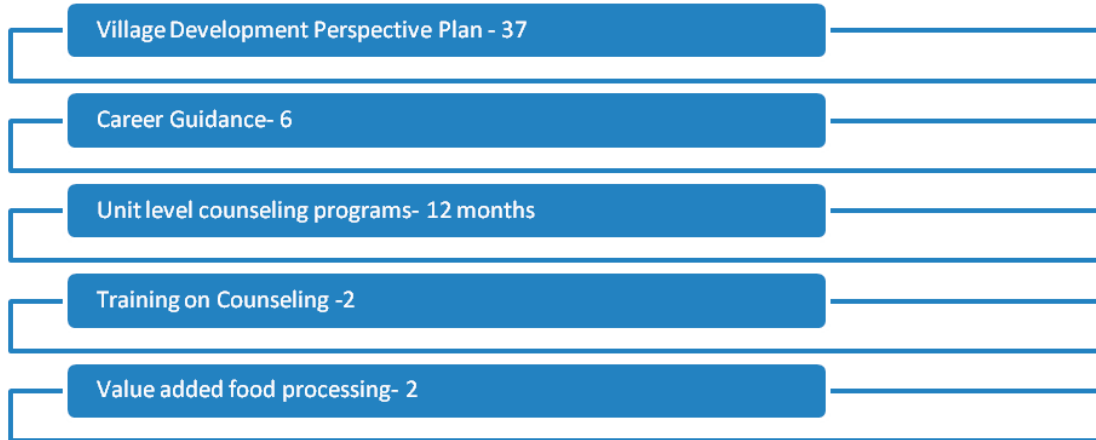 Village Development Perspective Plan - 37
Career Guidance- 6
Unit level counseling programs- 12 months
Training on Counseling -2
Value added food processing- 2